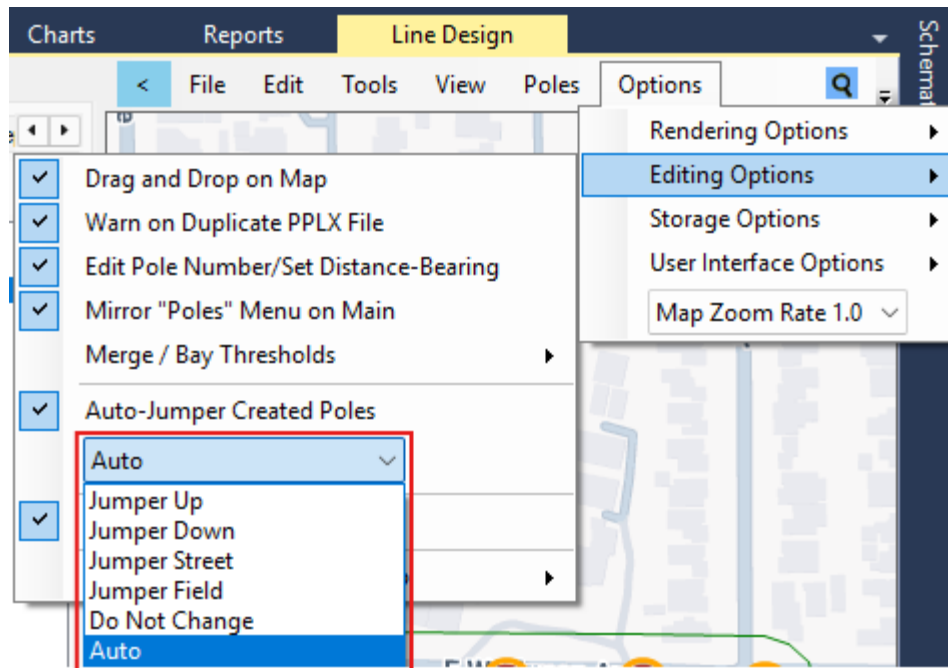 Charts Reports Line Design
Schemat
< File Edit Tools View Poles Options
Rendering Options
Editing Options
Storage Options
User Interface Options
Map Zoom Rate 1.0
Drag and Drop on Map
Warn on Duplicate PPLX File
Edit Pole Number/Set Distance-Bearing
Mirror "Poles" Menu on Main
Merge / Bay Thresholds
Auto-Jumper Created Poles
Auto
Jumper Up
Jumper Down
Jumper Street
Jumper Field
Do Not Change
Auto